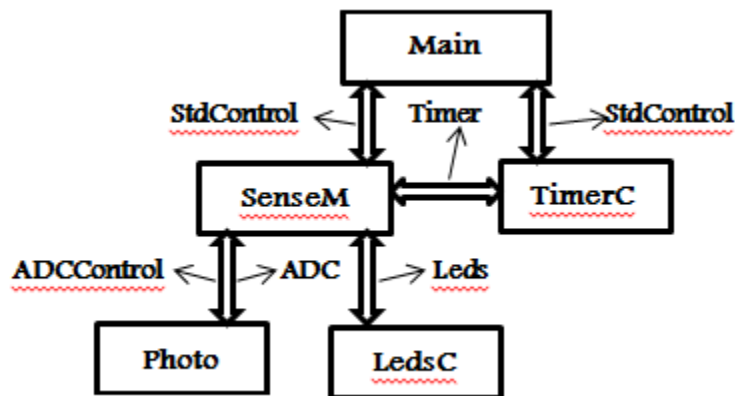 Main
StdControl Timer StdControl
SenseM TimerC
ADCControl ADC Leds
Photo LedsC